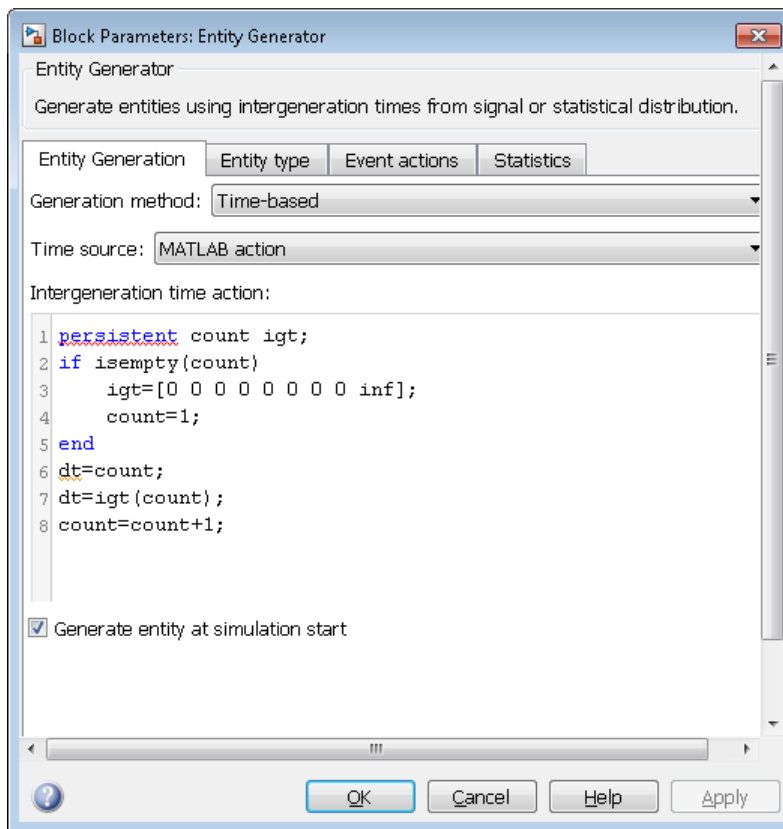 Block Parameters: Entity Generator
Entity Generator
Generate entities using intergeneration times from signal or statistical distribution.
Entity Generation Entity type Event actions Statistics
Generation method: Time-based
Time source: MATLAB action
Intergeneration time action:
1 persistent count igt;
2 if isempty(count)
3 igt=[0 0 0 0 0 0 0 0 inf];
4 count=1;
5 end
6 dt=count;
7 dt=igt(count);
8 count=count+1;
Generate entity at simulation start
OK Cancel Help Apply